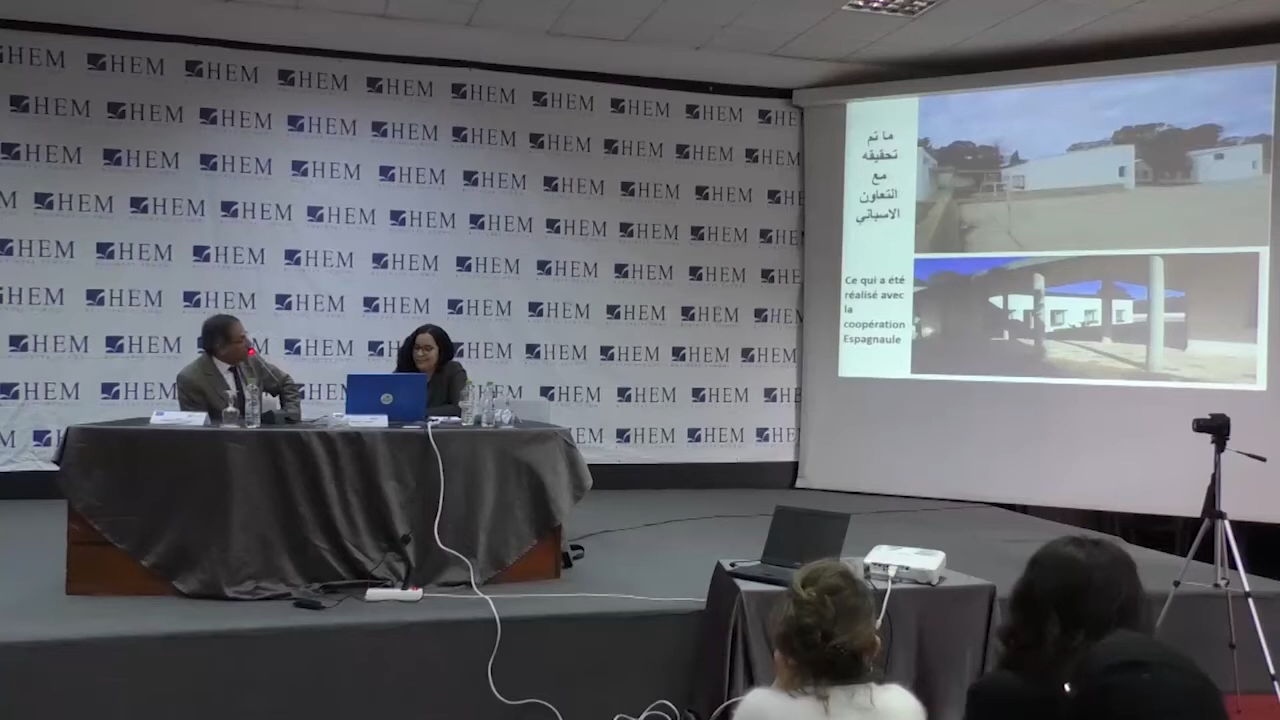 HEM
ما تم
تحقيقه
مع
التعاون
الاسباني
Ce qui a été
réalisé avec
la
coopération
Espagnaule